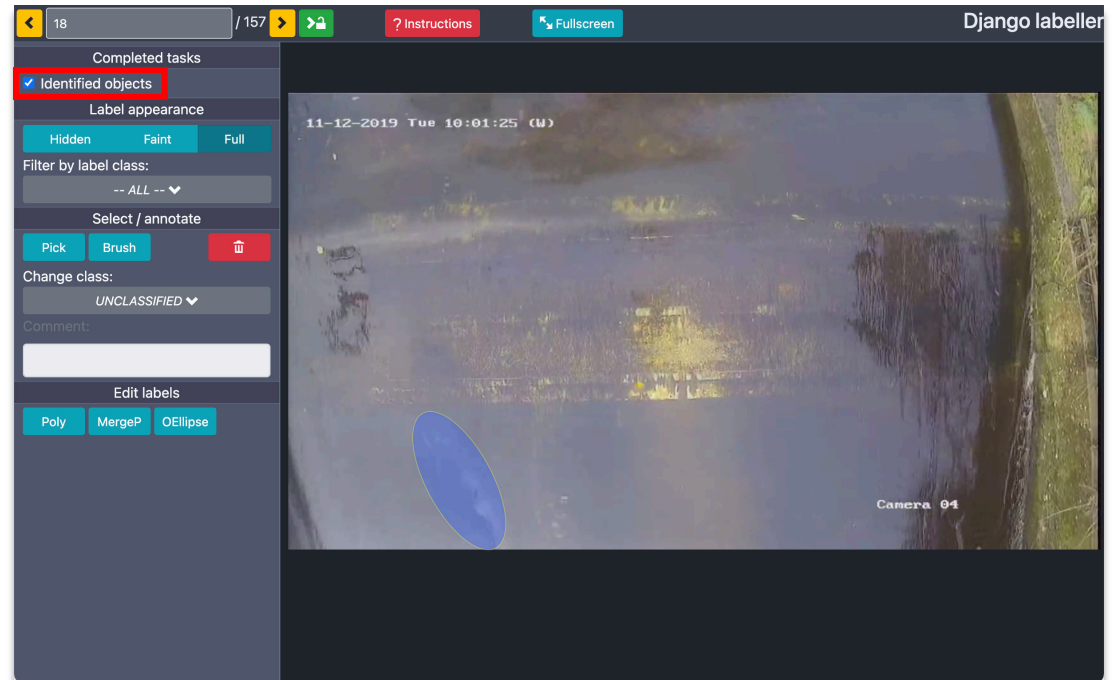 18 / 157 Instructions Fullscreen Django labeller
Completed tasks
Identified objects
Label appearance
Hidden Faint Full
Filter by label class:
-- ALL --
Select / annotate
Pick Brush
Change class:
UNCLASSIFIED
Comment:
Edit labels
Poly MergeP OEllipse
11-12-2019 Tue 10:01:25 (W)
Camera 04